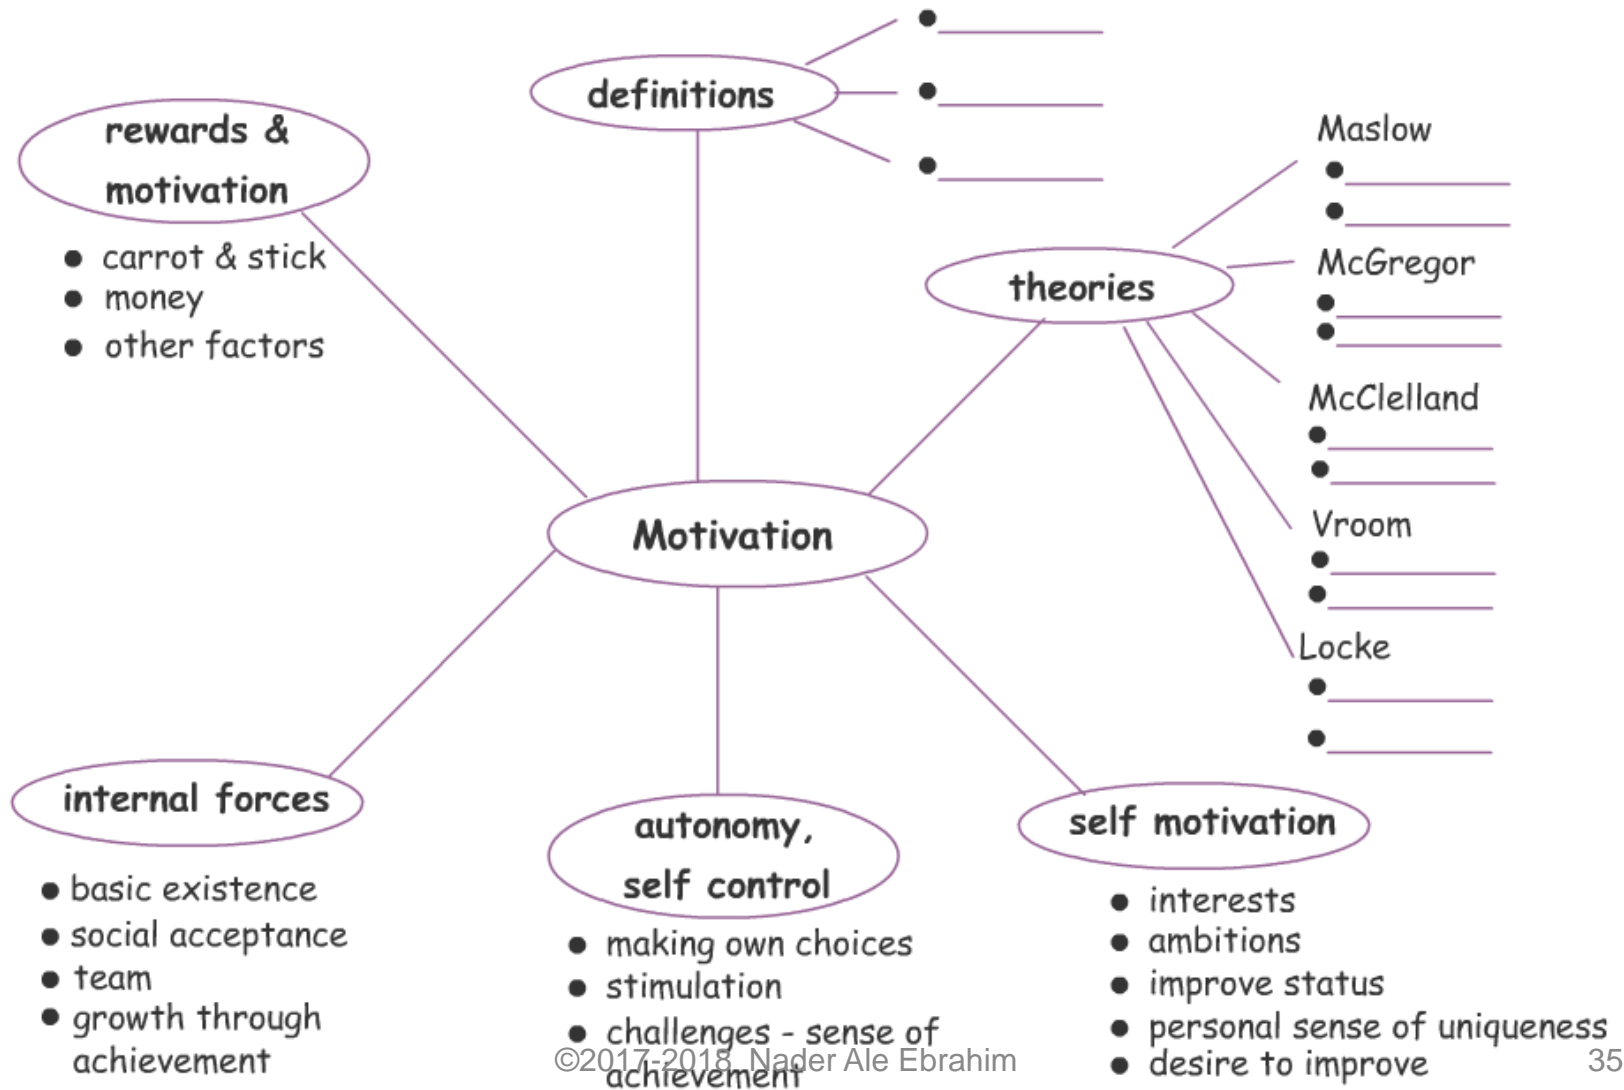 definitions
rewards &
motivation
• carrot & stick
• money
• other factors
theories
Maslow
McGregor
McClelland
Vroom
Locke
Motivation
internal forces
• basic existence
• social acceptance
• team
• growth through
achievement
autonomy,
self control
• making own choices
• stimulation
• challenges - sense of
achievement
self motivation
• interests
• ambitions
• improve status
• personal sense of uniqueness
• desire to improve
©2017-2018 Nader Ale Ebrahim
35